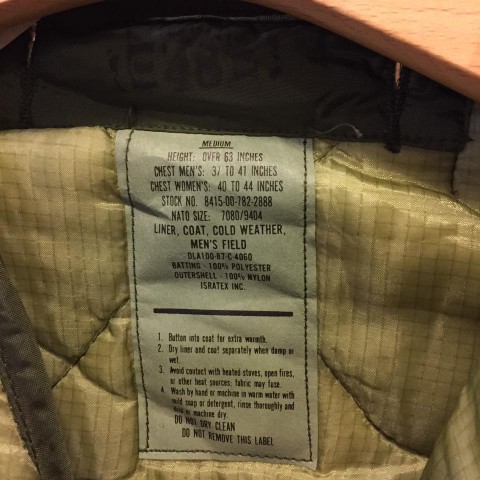 MEDIUM
HEIGHT: OVER 63 INCHES
CHEST MEN'S: 37 TO 41 INCHES
CHEST WOMEN'S: 40 TO 44 INCHES
STOCK NO. 8415-00-782-2888
NATO SIZE: 7080/9404
LINER, COAT, COLD WEATHER,
MEN'S FIELD
DLA100-87-C-4060
BATTING - 100% POLYESTER
OUTERSHELL - 100% NYLON
ISRATEX INC.
1. Button into coat for extra warmth.
2. Dry liner and coat separately when damp or
wet.
3. Avoid contact with heated stoves, open fires,
or other heat sources; fabric may fuse.
4. Wash by hand or machine in warm water with
mild soap or detergent, rinse thoroughly and
drip or machine dry.
DO NOT DRY CLEAN
DO NOT REMOVE THIS LABEL